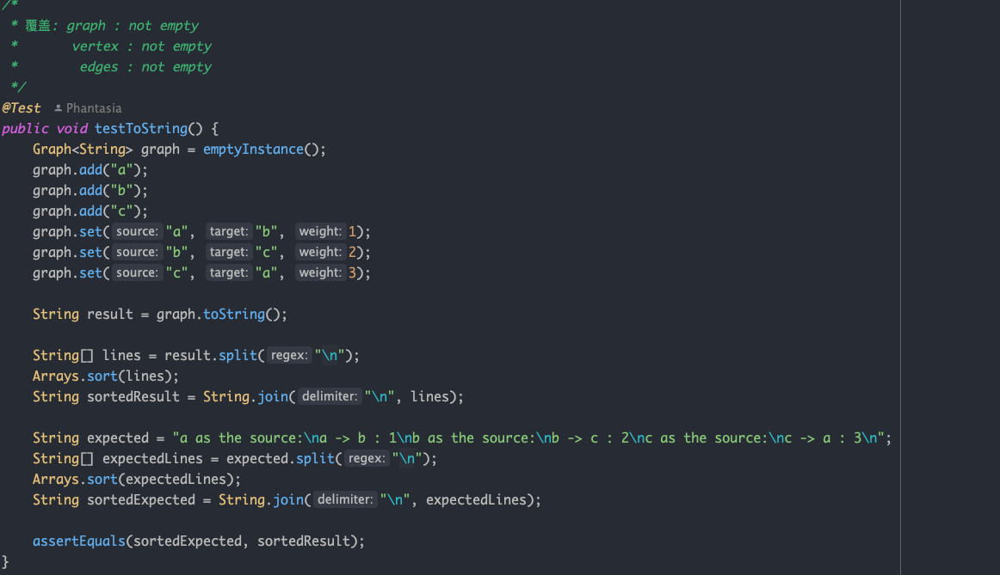 /*
 * 覆盖: graph : not empty
 *       vertex : not empty
 *        edges : not empty
 */
@Test Phantasia
public void testToString() {
    Graph<String> graph = emptyInstance();
    graph.add("a");
    graph.add("b");
    graph.add("c");
    graph.set( source: "a", target: "b", weight: 1);
    graph.set( source: "b", target: "c", weight: 2);
    graph.set( source: "c", target: "a", weight: 3);

    String result = graph.toString();

    String[] lines = result.split( regex: "\n");
    Arrays.sort(lines);
    String sortedResult = String.join( delimiter: "\n", lines);

    String expected = "a as the source:\na -> b : 1\nb as the source:\nb -> c : 2\nc as the source:\nc -> a : 3\n";
    String[] expectedLines = expected.split( regex: "\n");
    Arrays.sort(expectedLines);
    String sortedExpected = String.join( delimiter: "\n", expectedLines);

    assertEquals(sortedExpected, sortedResult);
}